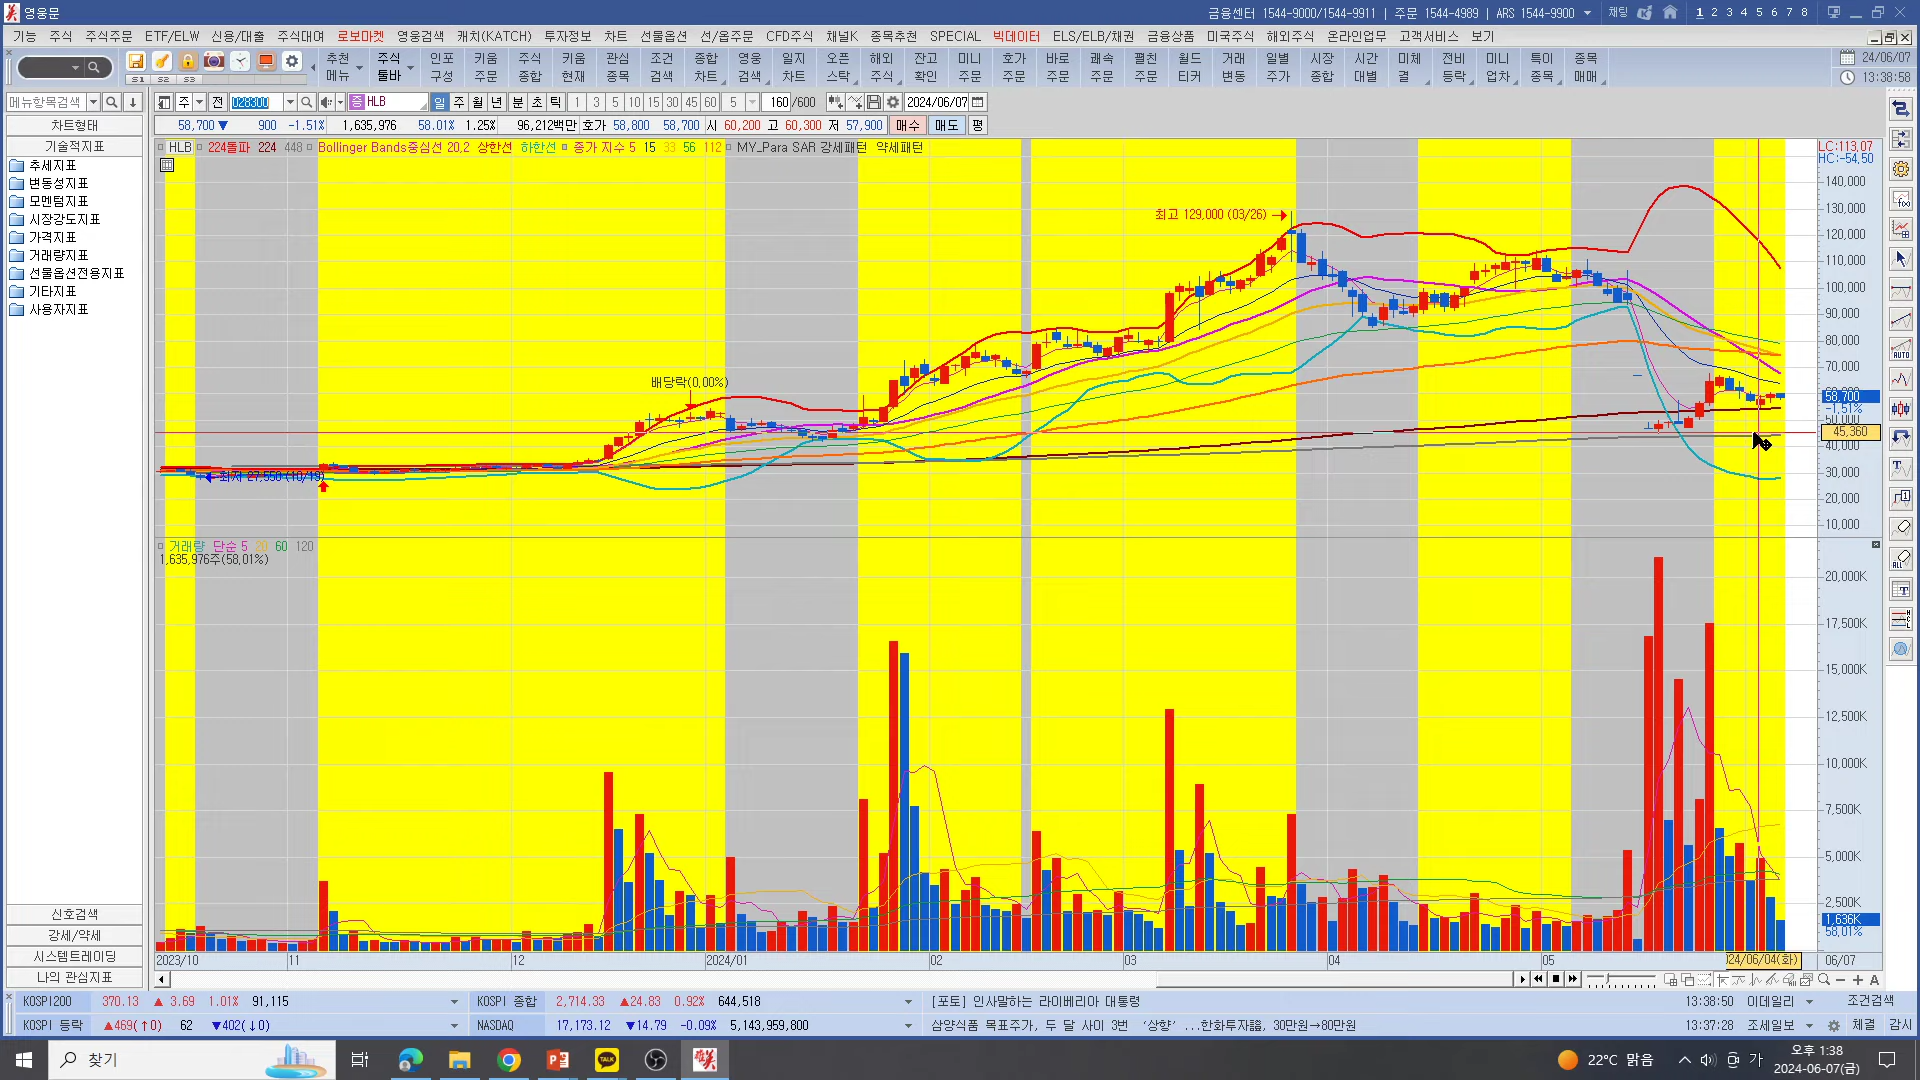 영웅문
금융센터 1544-9000/1544-9911 | 주문 1544-4989 | ARS 1544-9900 채팅 1 2 3 4 5 6 7 8
기능 주식 주식주문 ETF/ELW 신용/대출 주식대여 로보마켓 영웅검색 캐치(KATCH) 투자정보 차트 선물옵션 선/옵주문 CFD주식 채널K 종목추천 SPECIAL 빅데이터 ELS/ELB/채권 금융상품 미국주식 해외주식 온라인업무 고객서비스 보기
추천 주식 인포 키움 주식 키움 관심 조건 종합 영웅 일지 오픈 해외 잔고 미니 호가 바로 쾌속 펼친 월드 거래 일별 시장 시간 미체 전비 미니 특이 종목 24/06/07
메뉴 툴바 구성 주문 종합 현재 종목 검색 차트 검색 차트 스탁 주식 확인 주문 주문 주문 주문 주문 티커 변동 주가 종합 대별 결 등락 업차 종목 매매 13:38:58
S1 S2 S3
메뉴항목검색 주 전 028300 증 HLB 일 주 월 년 분 초 틱 1 3 5 10 15 30 45 60 5 160 /600 2024/06/07
차트형태 58,700 ▼ 900 -1.51% 1,635,976 58.01% 1.25% 96,212백만 호가 58,800 58,700 시 60,200 고 60,300 저 57,900 매수 매도 평
기술적지표
추세지표
변동성지표
모멘텀지표
시장강도지표
가격지표
거래량지표
선물옵션전용지표
기타지표
사용자지표
신호검색
강세/약세
시스템트레이딩
나의 관심지표
HLB 224돌파 224 448 Bollinger Bands중심선 20,2 상한선 하한선 종가 지수 5 15 33 56 112 MY_Para SAR 강세패턴 약세패턴
LC:113,07
HC:-54,50
140,000
130,000
최고 129,000 (03/26)
120,000
110,000
100,000
90,000
80,000
70,000
배당락(0,00%)
58,700
-1,51%
45,360
40,000
30,000
최저 27,550 (10/19)
20,000
10,000
거래량 단순 5 20 60 120
1,635,976주(58,01%)
20,000K
17,500K
15,000K
12,500K
10,000K
7,500K
5,000K
2,500K
1,636K
58,01%
2023/10 11 12 2024/01 02 03 04 05 24/06/04(화) 06/07
A
KOSPI200 370.13 ▲ 3.69 1.01% 91,115 KOSPI 종합 2,714.33 ▲24.83 0.92% 644,518 [포토] 인사말하는 라이베리아 대통령 13:38:50 이데일리 조건검색
KOSPI 등락 ▲469(↑0) 62 ▼402(↓0) NASDAQ 17,173.12 ▼14.79 -0.09% 5,143,959,800 삼양식품 목표주가, 두 달 사이 3번 ‘상향’ ...한화투자證, 30만원→80만원 13:37:28 조세일보 체결 감시
찾기 TALK 22°C 맑음 가 오후 1:38
2024-06-07(금)